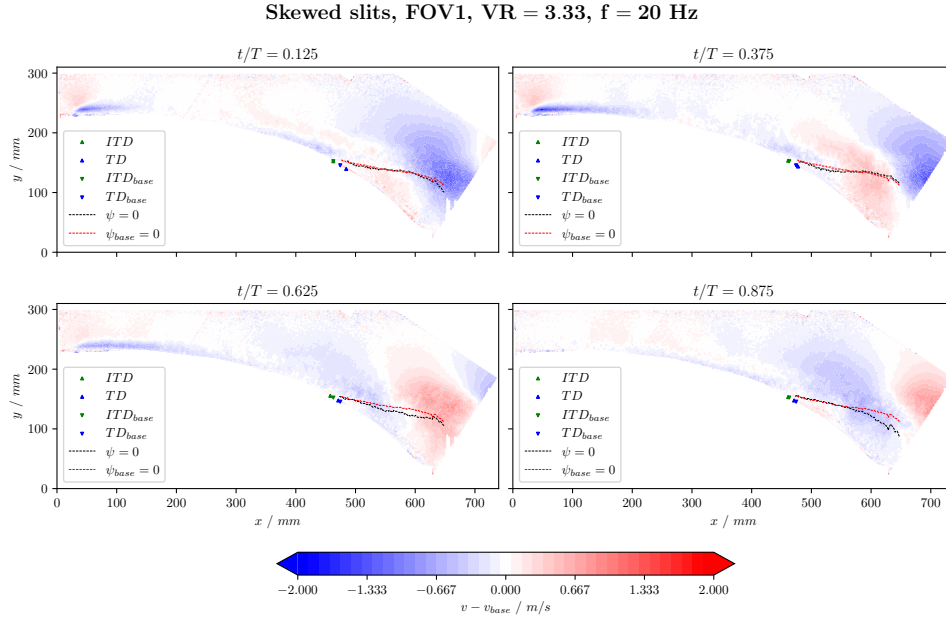 Skewed slits, FOV1, VR = 3.33, f = 20 Hz
t/T = 0.125
t/T = 0.375
300
200
100
0
y / mm
ITD
TD
ITD_base
TD_base
ψ = 0
ψ_base = 0
ITD
TD
ITD_base
TD_base
ψ = 0
ψ_base = 0
t/T = 0.625
t/T = 0.875
300
200
100
0
y / mm
ITD
TD
ITD_base
TD_base
ψ = 0
ψ_base = 0
ITD
TD
ITD_base
TD_base
ψ = 0
ψ_base = 0
0 100 200 300 400 500 600 700
0 100 200 300 400 500 600 700
x / mm
x / mm
−2.000 −1.333 −0.667 0.000 0.667 1.333 2.000
v − v_base / m/s